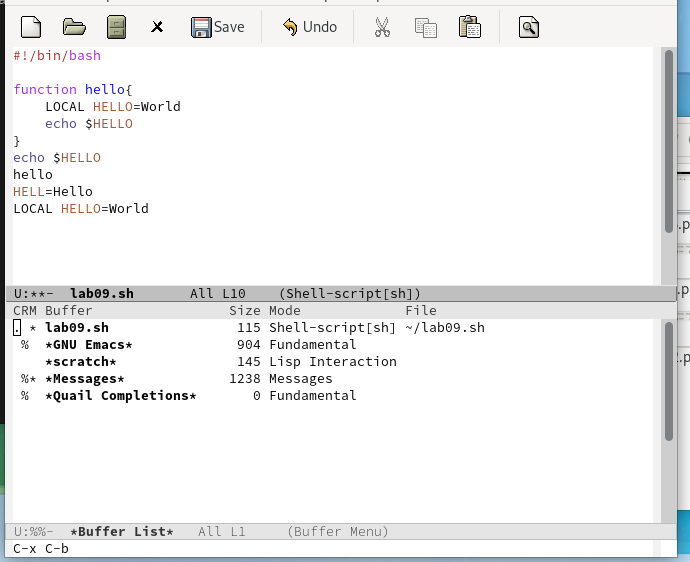 Save Undo
#!/bin/bash
function hello{
    LOCAL HELLO=World
    echo $HELLO
}
echo $HELLO
hello
HELL=Hello
LOCAL HELLO=World
U:**-  lab09.sh       All L10    (Shell-script[sh])
CRM Buffer                 Size Mode             File
. * lab09.sh                115 Shell-script[sh] ~/lab09.sh
 %  *GNU Emacs*             904 Fundamental
    *scratch*               145 Lisp Interaction
 %* *Messages*             1238 Messages
 %  *Quail Completions*       0 Fundamental
U:%%-  *Buffer List*   All L1     (Buffer Menu)
C-x C-b